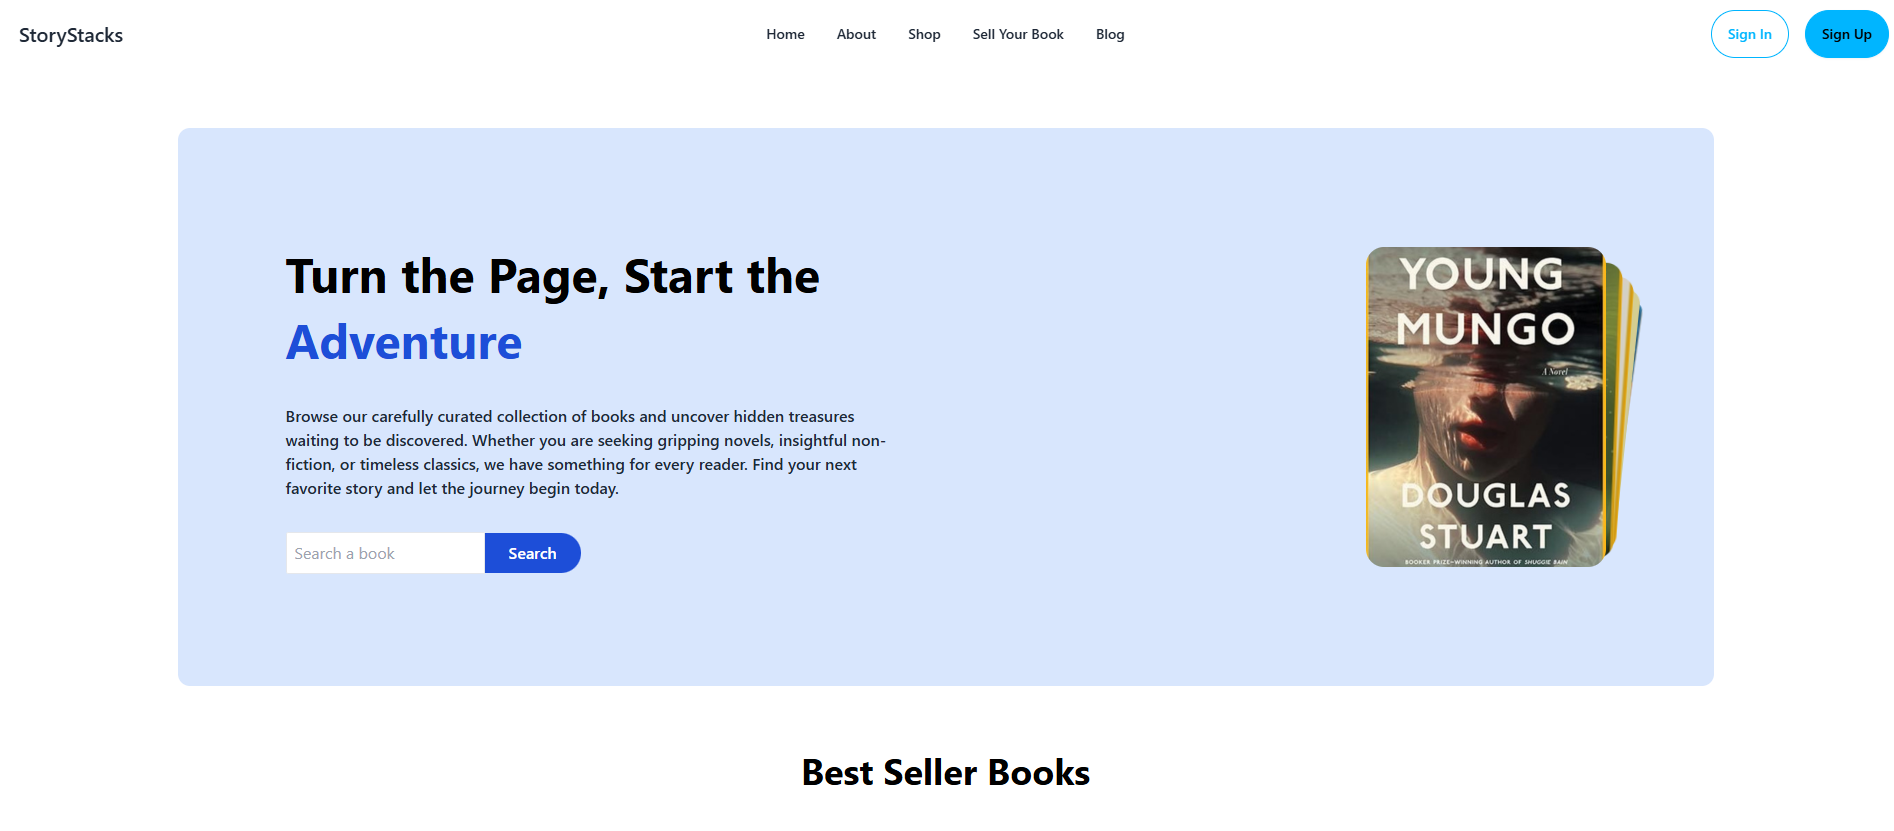 StoryStacks
Home About Shop Sell Your Book Blog
Sign In Sign Up
Turn the Page, Start the
Adventure
Browse our carefully curated collection of books and uncover hidden treasures
waiting to be discovered. Whether you are seeking gripping novels, insightful non-
fiction, or timeless classics, we have something for every reader. Find your next
favorite story and let the journey begin today.
Search a book Search
YOUNG
MUNGO
A Novel
DOUGLAS
STUART
BOOKER PRIZE–WINNING AUTHOR OF SHUGGIE BAIN
Best Seller Books